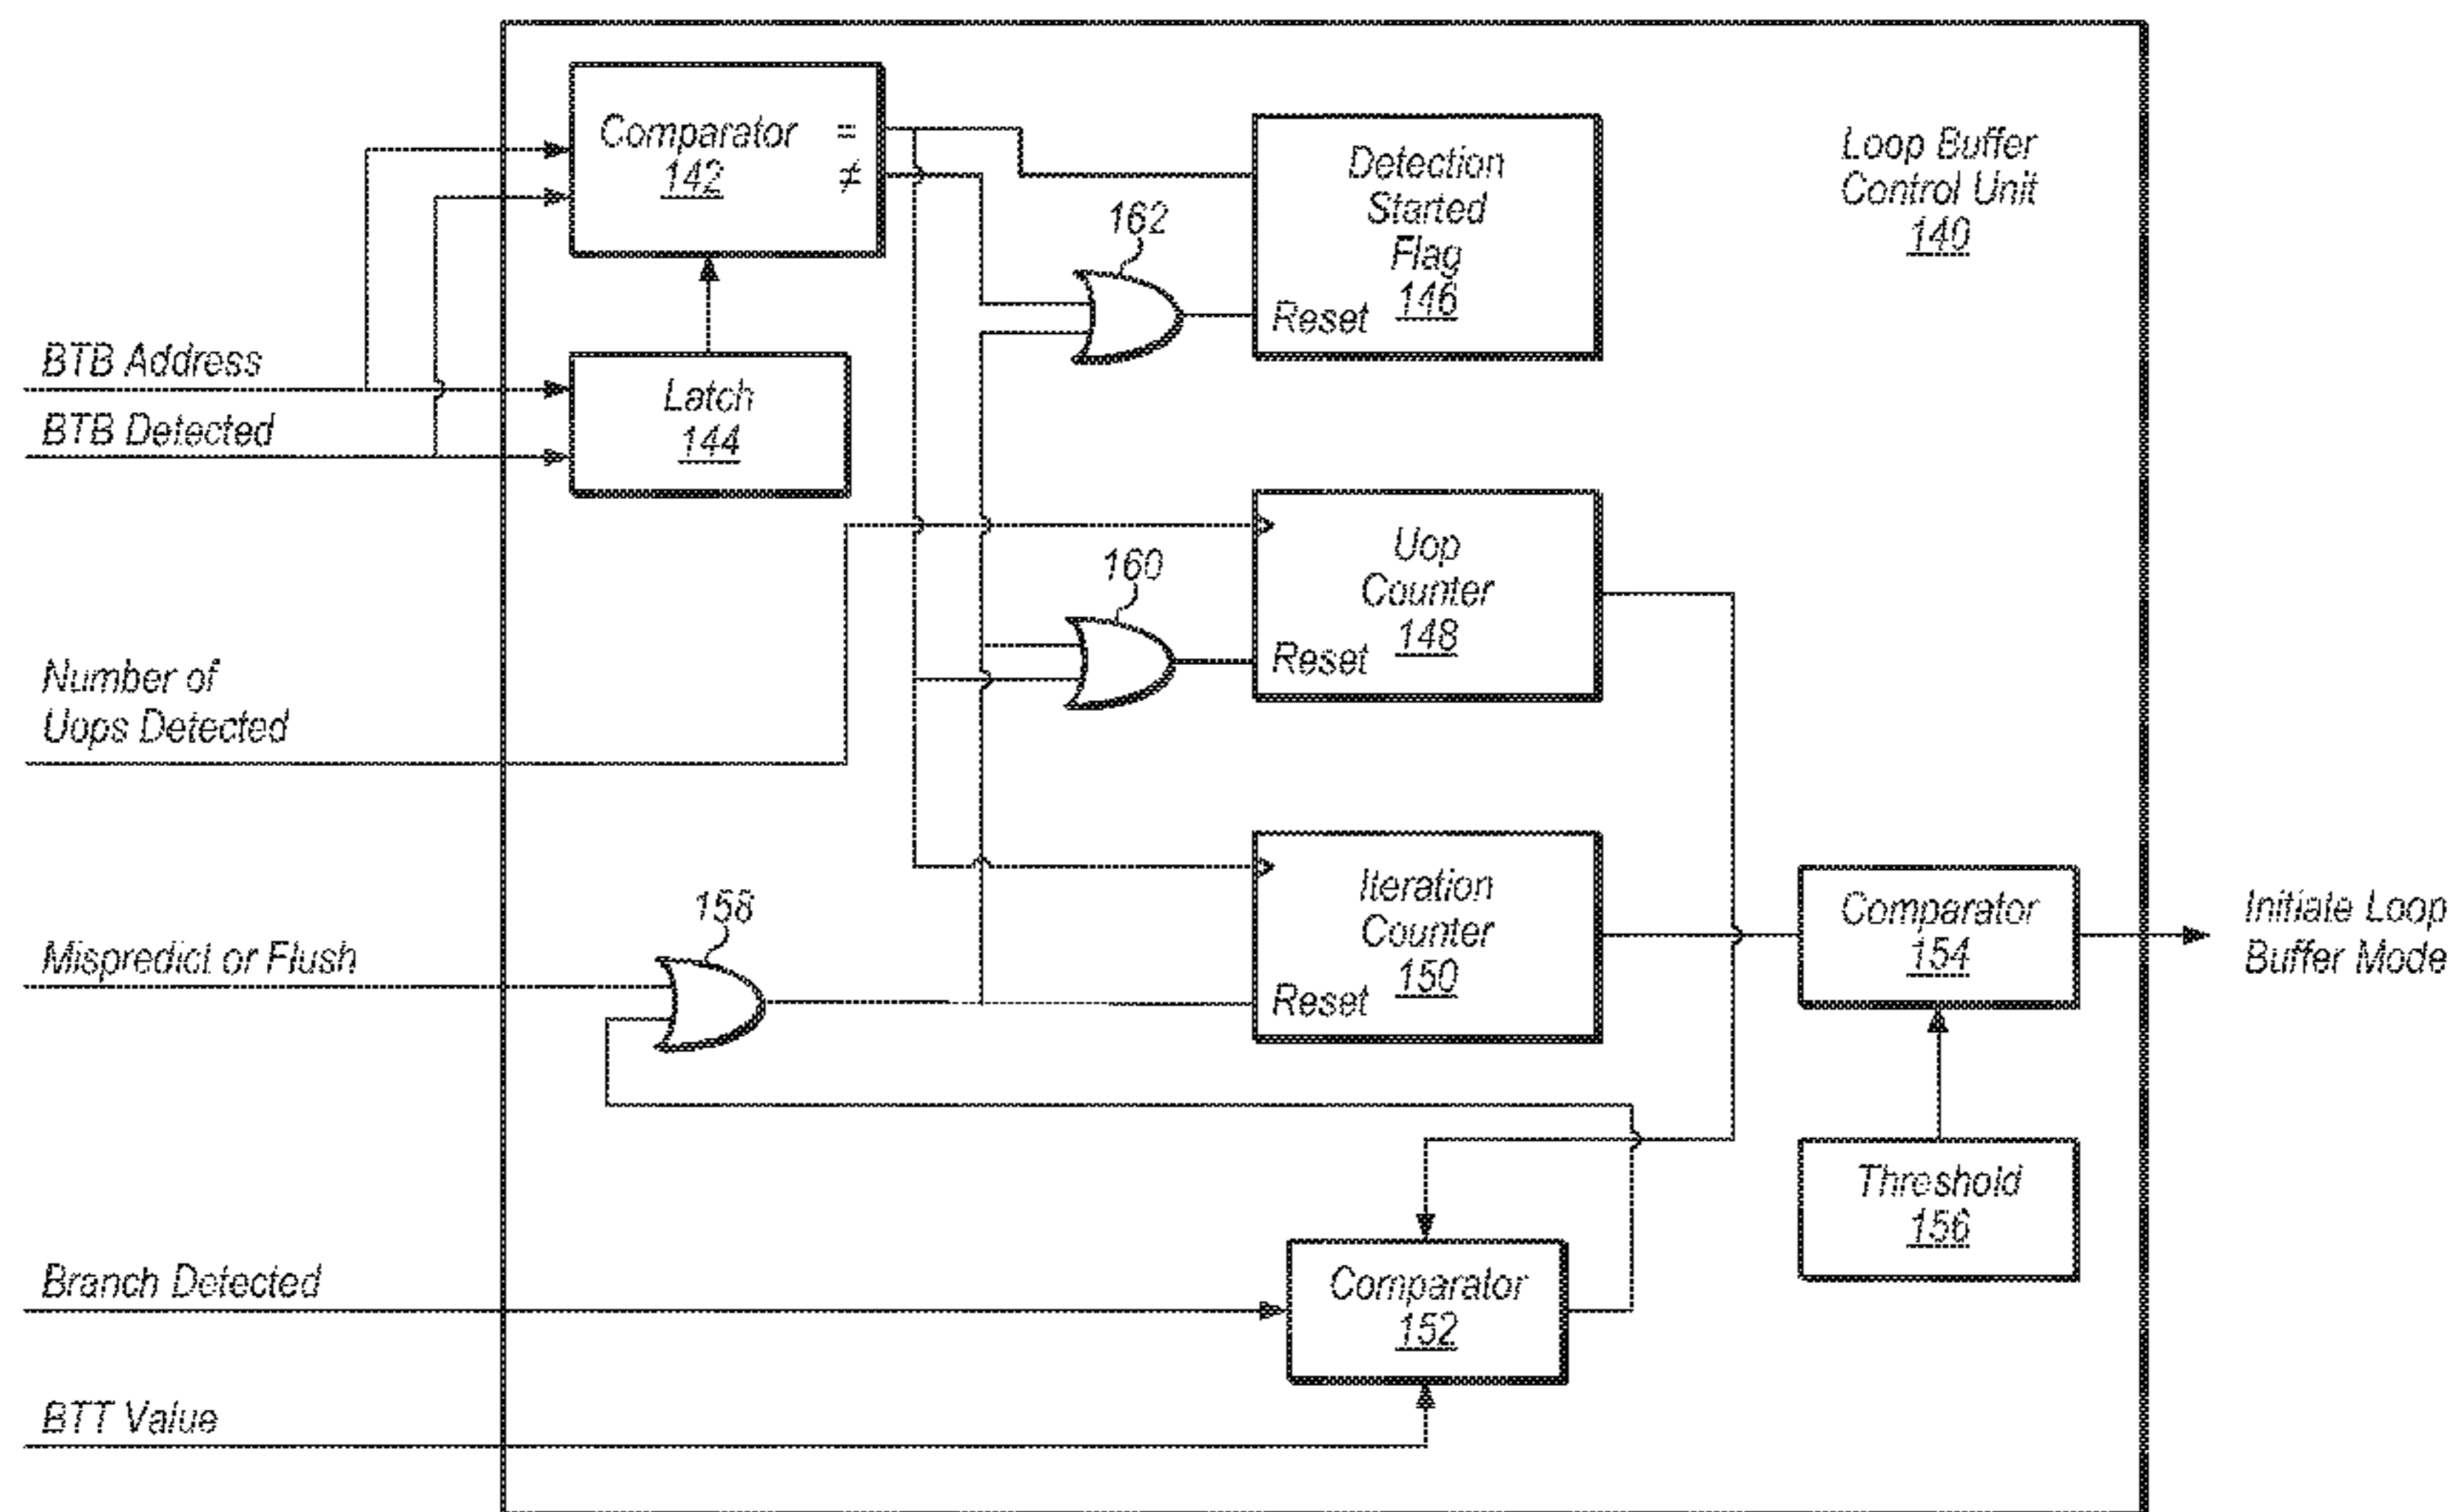 Comparator =
142 ≠
Detection
Started
Flag
146
Reset
Loop Buffer
Control Unit
140
162
BTB Address
BTB Detected
Latch
144
Number of
Uops Detected
160
Uop
Counter
148
Reset
158
Mispredict or Flush
Iteration
Counter
150
Reset
Comparator
154
Initiate Loop
Buffer Mode
Threshold
156
Branch Detected
Comparator
152
BTT Value